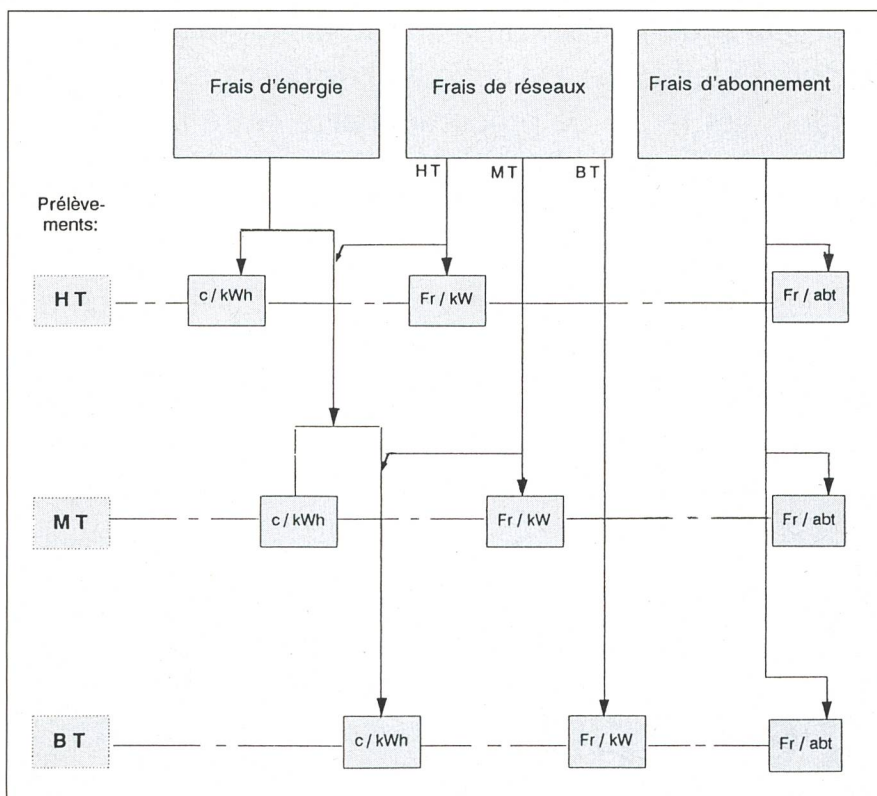 Frais d'énergie
Frais de réseaux
Frais d'abonnement
HT
MT
BT
Prélève-
ments:
HT
c / kWh
Fr / kW
Fr / abt
MT
c / kWh
Fr / kW
Fr / abt
BT
c / kWh
Fr / kW
Fr / abt